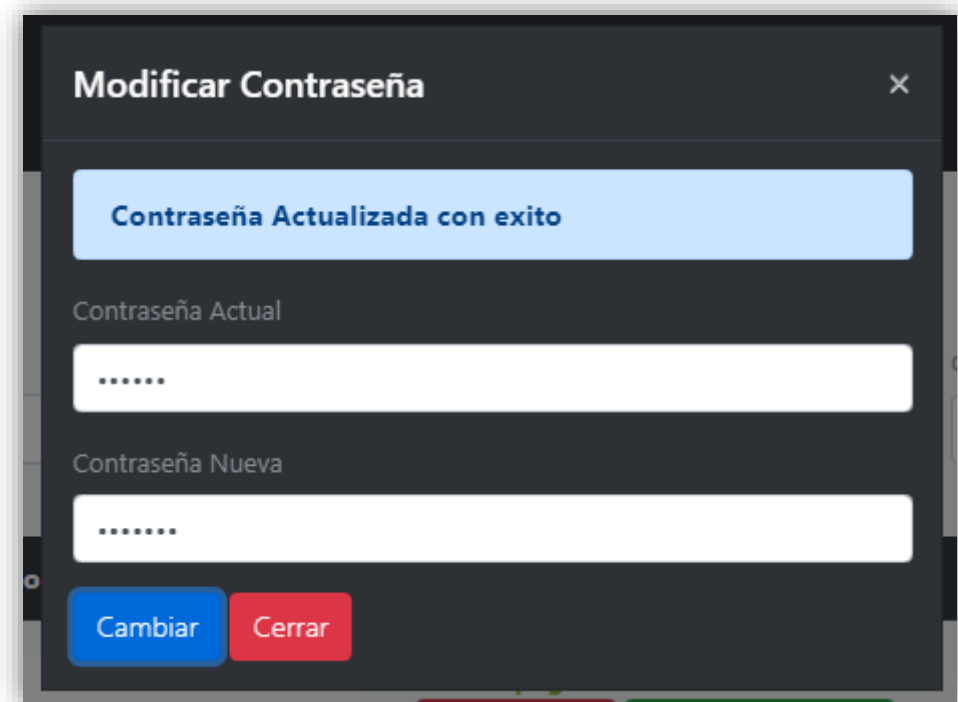 Modificar Contraseña ×
Contraseña Actualizada con exito
Contraseña Actual
••••••
Contraseña Nueva
•••••••
Cambiar Cerrar